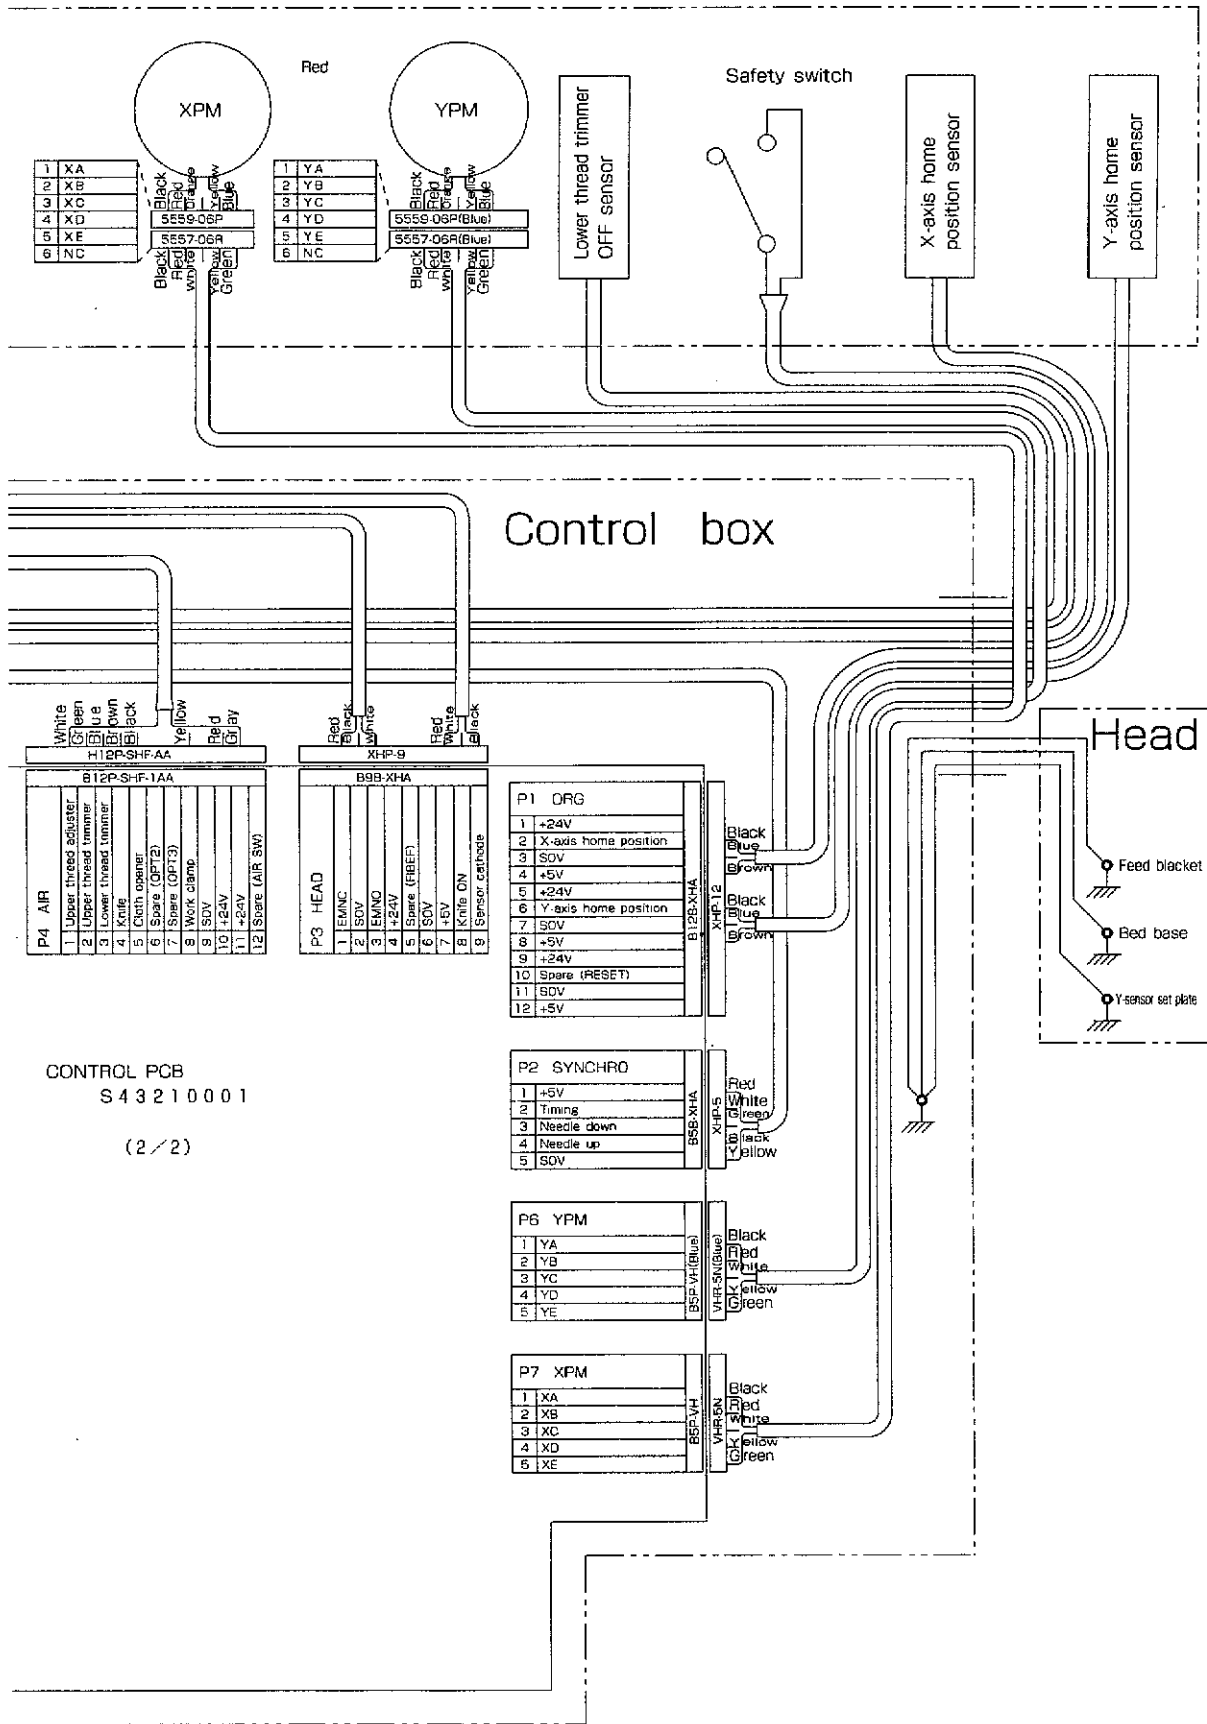 Red
Safety switch
XPM
YPM
Lower thread trimmer
OFF sensor
X-axis home
position sensor
Y-axis home
position sensor
1 XA
2 XB
3 XC
4 XD
5 XE
6 NC
Black
Red
Orange
Yellow
Blue
5559-06P
5557-06R
Black
Red
White
Yellow
Green
1 YA
2 YB
3 YC
4 YD
5 YE
6 NC
Black
Red
Orange
Yellow
Blue
5559-06P(Blue)
5557-06R(Blue)
Black
Red
White
Yellow
Green
Control box
White
Green
Blue
Brown
Black
Yellow
Red
Gray
H12P-SHF-AA
B12P-SHF-1AA
P4 AIR
1 Upper thread adjuster
2 Upper thread trimmer
3 Lower thread trimmer
4 Knife
5 Cloth opener
6 Spare (OPT2)
7 Spare (OPT3)
8 Work clamp
9 SOV
10 +24V
11 +24V
12 Spare (AIR SW)
Red
Black
White
Red
White
Black
XHP-9
B9B-XHA
P3 HEAD
1 EMNC
2 SOV
3 EMNO
4 +24V
5 Spare (FIBEF)
6 SOV
7 +5V
8 Knife ON
9 Sensor cathode
P1 ORG
1 +24V
2 X-axis home position
3 SOV
4 +5V
5 +24V
6 Y-axis home position
7 SOV
8 +5V
9 +24V
10 Spare (RESET)
11 SOV
12 +5V
B12B-XHA
XHP-12
Black
Blue
Brown
Black
Blue
Brown
Head
Feed blacket
Bed base
Y-sensor set plate
CONTROL PCB
S43210001
(2/2)
P2 SYNCHRO
1 +5V
2 Timing
3 Needle down
4 Needle up
5 SOV
B5B-XHA
XHP-5
Red
White
Green
Black
Yellow
P6 YPM
1 YA
2 YB
3 YC
4 YD
5 YE
B5P-VH(Blue)
VHR-5N(Blue)
Black
Red
White
Yellow
Green
P7 XPM
1 XA
2 XB
3 XC
4 XD
5 XE
B5P-VH
VHR-5N
Black
Red
White
Yellow
Green